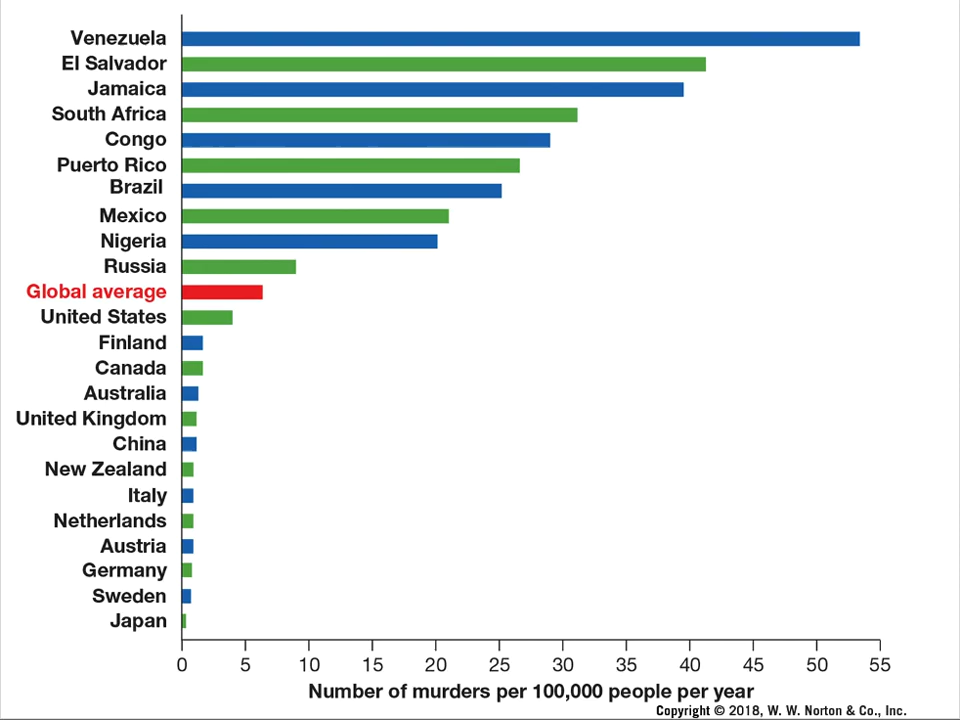 Venezuela
El Salvador
Jamaica
South Africa
Congo
Puerto Rico
Brazil
Mexico
Nigeria
Russia
Global average
United States
Finland
Canada
Australia
United Kingdom
China
New Zealand
Italy
Netherlands
Austria
Germany
Sweden
Japan
0 5 10 15 20 25 30 35 40 45 50 55
Number of murders per 100,000 people per year
Copyright © 2018, W. W. Norton & Co., Inc.